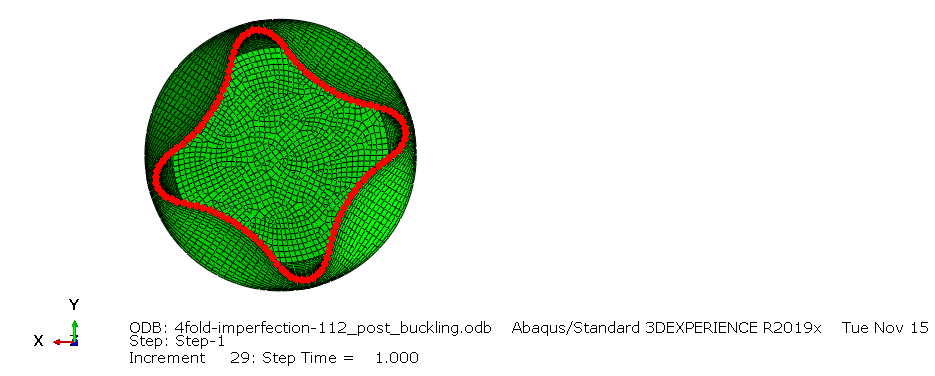 Y
X
Z
ODB: 4fold-imperfection-112_post_buckling.odb Abaqus/Standard 3DEXPERIENCE R2019x Tue Nov 15
Step: Step-1
Increment 29: Step Time = 1.000